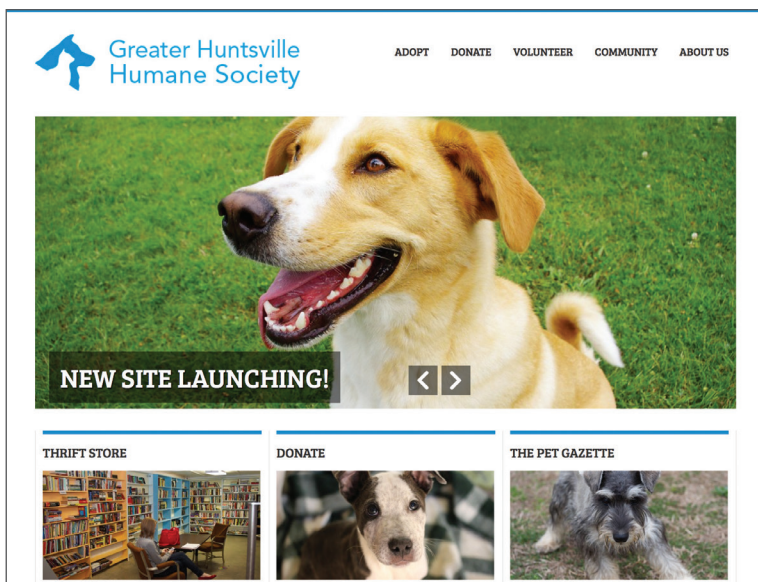 Greater Huntsville
Humane Society
ADOPT DONATE VOLUNTEER COMMUNITY ABOUT US
NEW SITE LAUNCHING!
THRIFT STORE
DONATE
THE PET GAZETTE